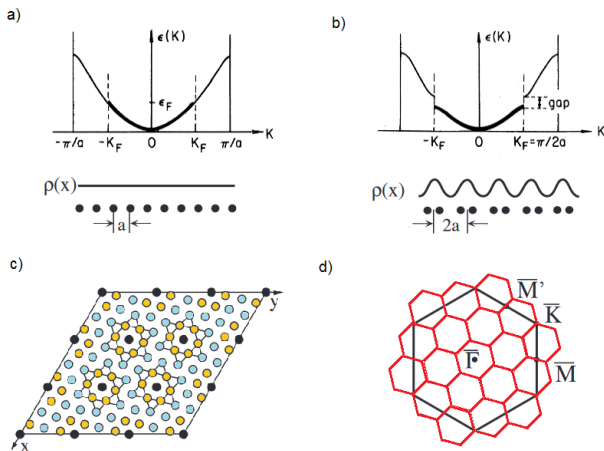 a)
ϵ(K)
ϵF
-π/a
-KF
0
KF
π/a
K
ρ(x)
a
b)
ϵ(K)
gap
-KF
0
KF=π/2a
K
ρ(x)
2a
c)
y
x
d)
M̅'
K̅
Γ̅
M̅